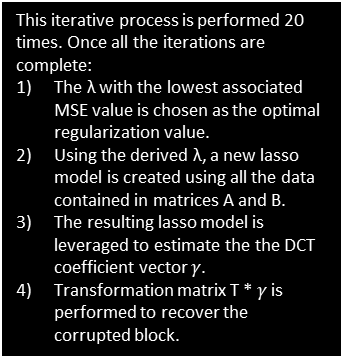 This iterative process is performed 20
times. Once all the iterations are
complete:
1) The λ with the lowest associated
MSE value is chosen as the optimal
regularization value.
2) Using the derived λ, a new lasso
model is created using all the data
contained in matrices A and B.
3) The resulting lasso model is
leveraged to estimate the the DCT
coefficient vector γ.
4) Transformation matrix T * γ is
performed to recover the
corrupted block.